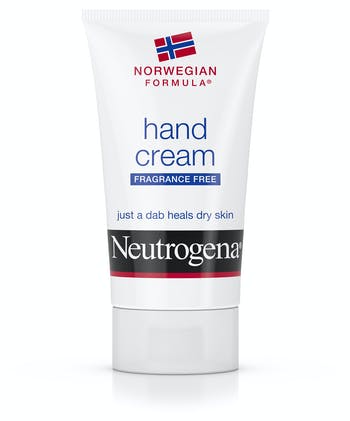 NORWEGIAN
FORMULA®
hand
cream
FRAGRANCE FREE
just a dab heals dry skin
Neutrogena®